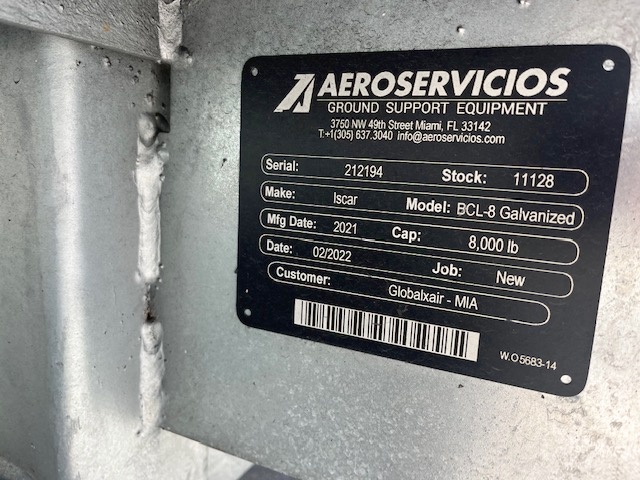 AEROSERVICIOS
GROUND SUPPORT EQUIPMENT
3750 NW 49th Street Miami, FL 33142
T:+1(305) 637.3040 info@aeroservicios.com
Serial: 212194 Stock: 11128
Make: Iscar Model: BCL-8 Galvanized
Mfg Date: 2021 Cap: 8,000 lb
Date: 02/2022 Job: New
Customer: Globalxair - MIA
W.O 5683-14